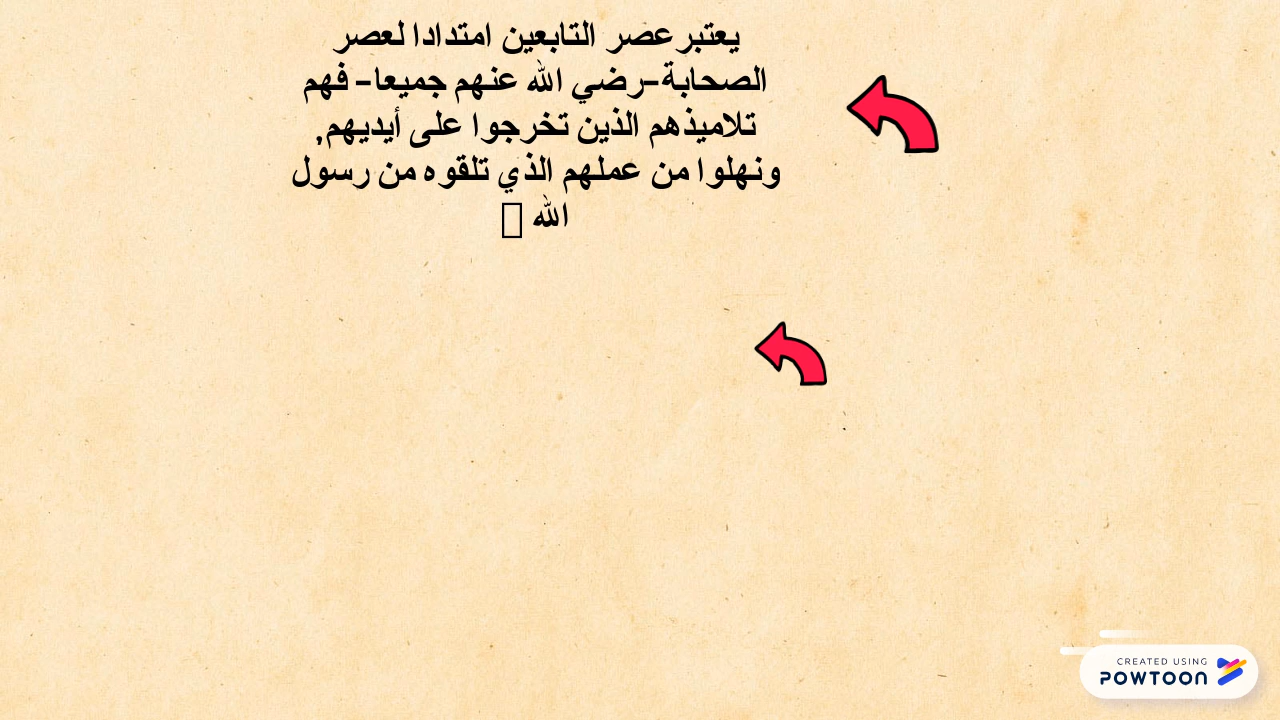 يعتبرعصر التابعين امتدادا لعصر
الصحابة-رضي الله عنهم جميعا- فهم
تلاميذهم الذين تخرجوا على أيديهم,
ونهلوا من عملهم الذي تلقوه من رسول
الله
CREATED USING
POWTOON